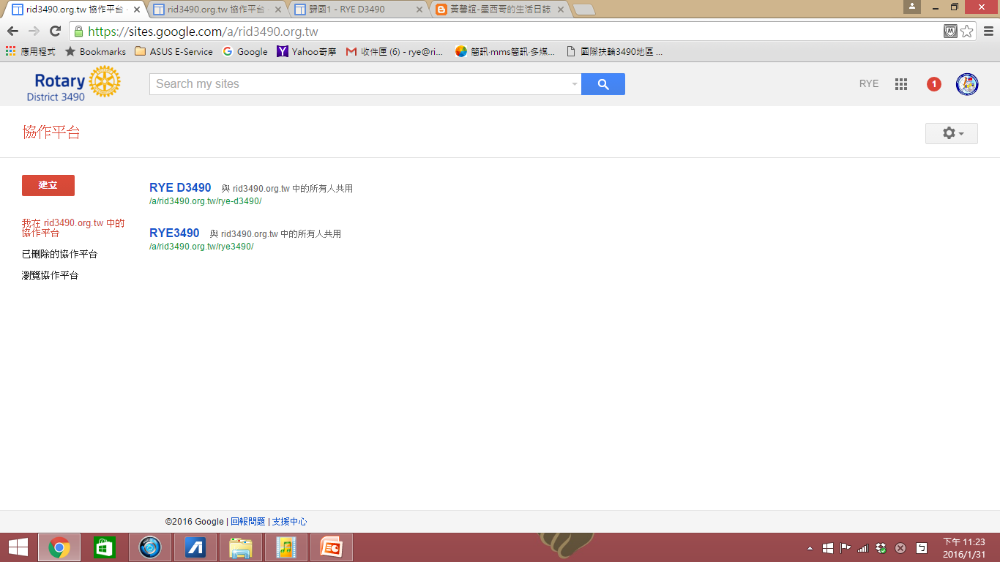 rid3490.org.tw 協作平台 -
rid3490.org.tw 協作平台 -
歸國1 - RYE D3490
黃馨誼-墨西哥的生活日誌
https://sites.google.com/a/rid3490.org.tw
應用程式
Bookmarks
ASUS E-Service
Google
Yahoo奇摩
收件匣 (6) - rye@ri...
簡訊·mms簡訊·多媒...
國際扶輪3490地區 ...
Rotary
District 3490
Search my sites
RYE
1
協作平台
建立
RYE D3490 與 rid3490.org.tw 中的所有人共用
/a/rid3490.org.tw/rye-d3490/
我在 rid3490.org.tw 中的
協作平台
RYE3490 與 rid3490.org.tw 中的所有人共用
/a/rid3490.org.tw/rye3490/
已刪除的協作平台
瀏覽協作平台
©2016 Google | 回報問題 | 支援中心
下午 11:23
2016/1/31